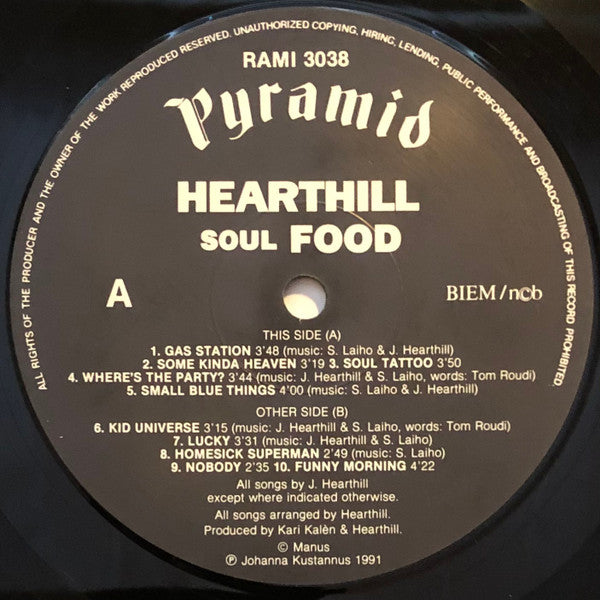 ALL RIGHTS OF THE PRODUCER AND THE OWNER OF THE WORK REPRODUCED RESERVED. UNAUTHORIZED COPYING, HIRING, LENDING, PUBLIC PERFORMANCE AND BROADCASTING OF THIS RECORD PROHIBITED.
RAMI 3038
Pyramid
HEARTHILL
SOUL FOOD
A
BIEM/ncb
THIS SIDE (A)
1. GAS STATION 3'48 (music: S. Laiho & J. Hearthill)
2. SOME KINDA HEAVEN 3'19 3. SOUL TATTOO 3'50
4. WHERE'S THE PARTY? 3'44 (music: J. Hearthill & S. Laiho, words: Tom Roudi)
5. SMALL BLUE THINGS 4'00 (music: S. Laiho & J. Hearthill)
OTHER SIDE (B)
6. KID UNIVERSE 3'15 (music: J. Hearthill & S. Laiho, words: Tom Roudi)
7. LUCKY 3'31 (music: J. Hearthill & S. Laiho)
8. HOMESICK SUPERMAN 2'49 (music: S. Laiho)
9. NOBODY 2'35 10. FUNNY MORNING 4'22
All songs by J. Hearthill
except where indicated otherwise.
All songs arranged by Hearthill.
Produced by Kari Kalèn & Hearthill.
© Manus
℗ Johanna Kustannus 1991